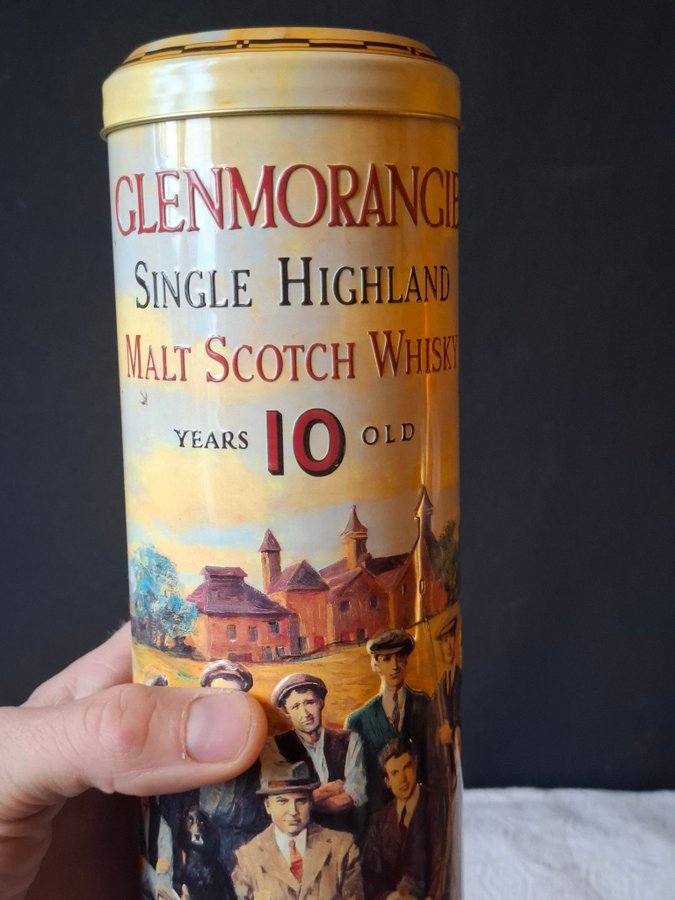 GLENMORANGIE
SINGLE HIGHLAND
MALT SCOTCH WHISKY
YEARS 10 OLD